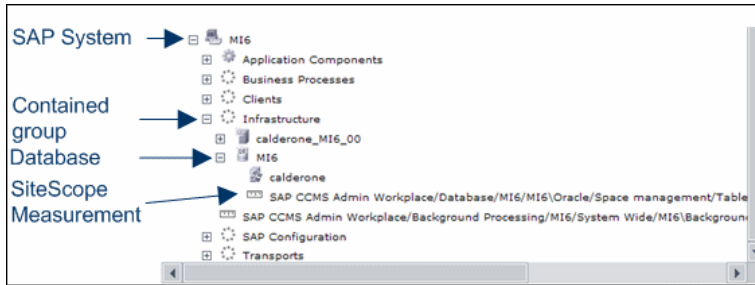 SAP System
MI6
Application Components
Business Processes
Clients
Contained group
Infrastructure
calderone_MI6_00
Database
MI6
calderone
SiteScope Measurement
SAP CCMS Admin Workplace/Database/MI6/MI6\Oracle/Space management/Table
SAP CCMS Admin Workplace/Background Processing/MI6/System Wide/MI6\Backgroun
SAP Configuration
Transports